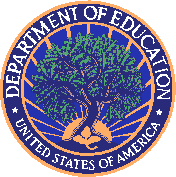 DEPARTMENT OF EDUCATION
UNITED STATES OF AMERICA